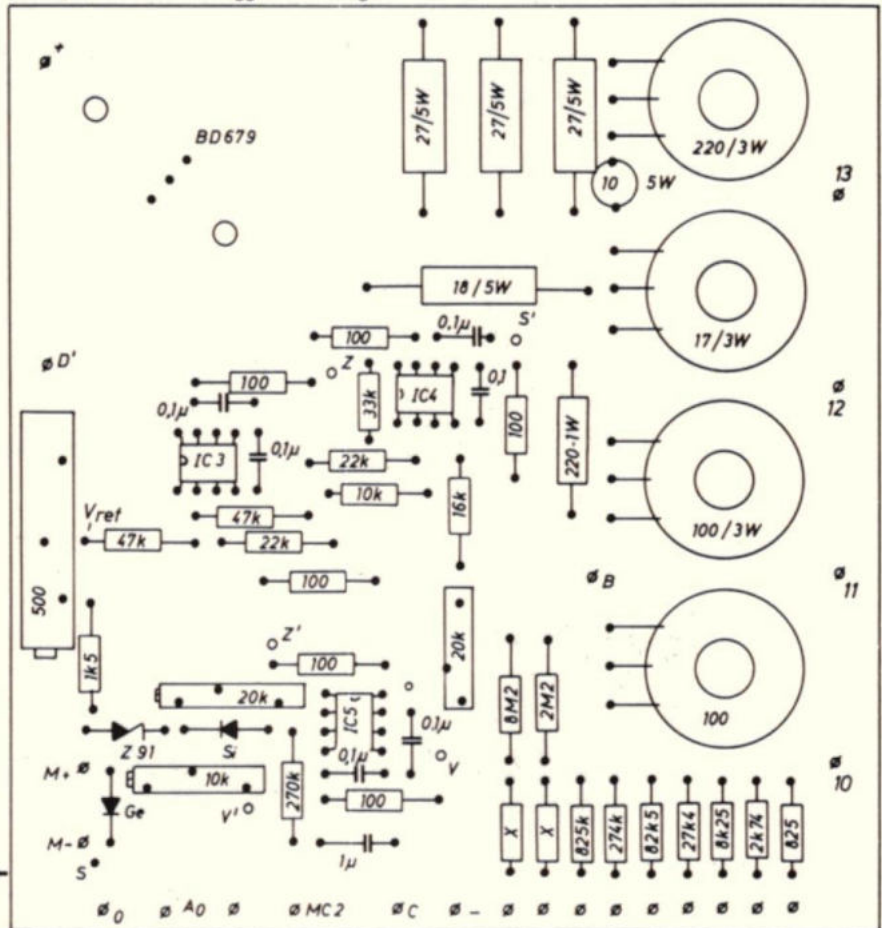 +
BD679
27/5W
27/5W
27/5W
220/3W
10
5W
13
18/5W
S'
17/3W
100
0,1µ
Z
D'
100
0,1µ
33k
IC4
0,1
100
220-1W
12
IC3
0,1µ
22k
10k
16k
100/3W
Vref
47k
47k
22k
100
B
11
500
1k5
Z'
100
20k
20k
IC5
0,1µ
8M2
2M2
100
Z91
Si
0,1µ
V
M+
10k
V'
270k
100
10
Ge
M-
1µ
S
X
X
825k
274k
82k5
27k4
8k25
2k74
825
0
A0
MC2
C
-